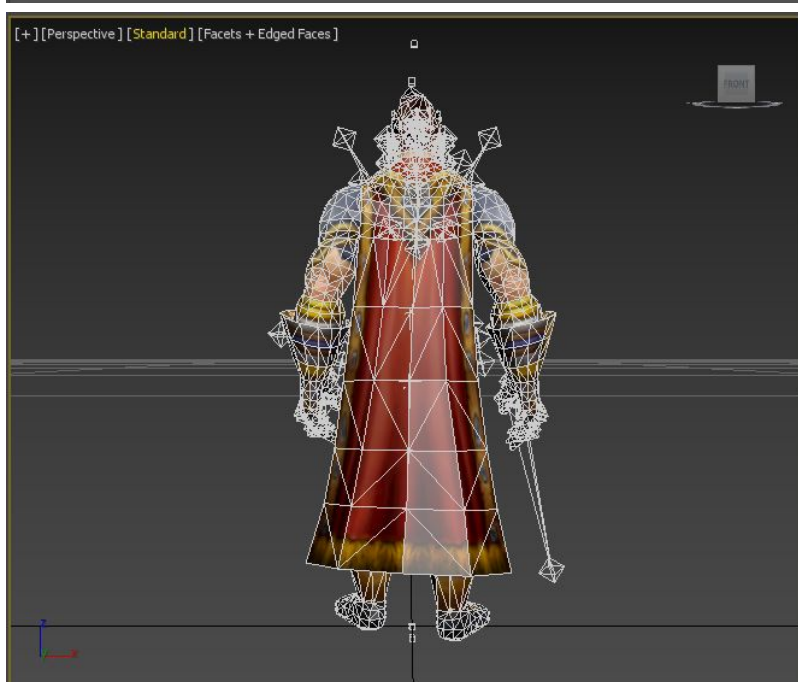 [+] [Perspective ] [Standard ] [Facets + Edged Faces ]
FRONT
z
x